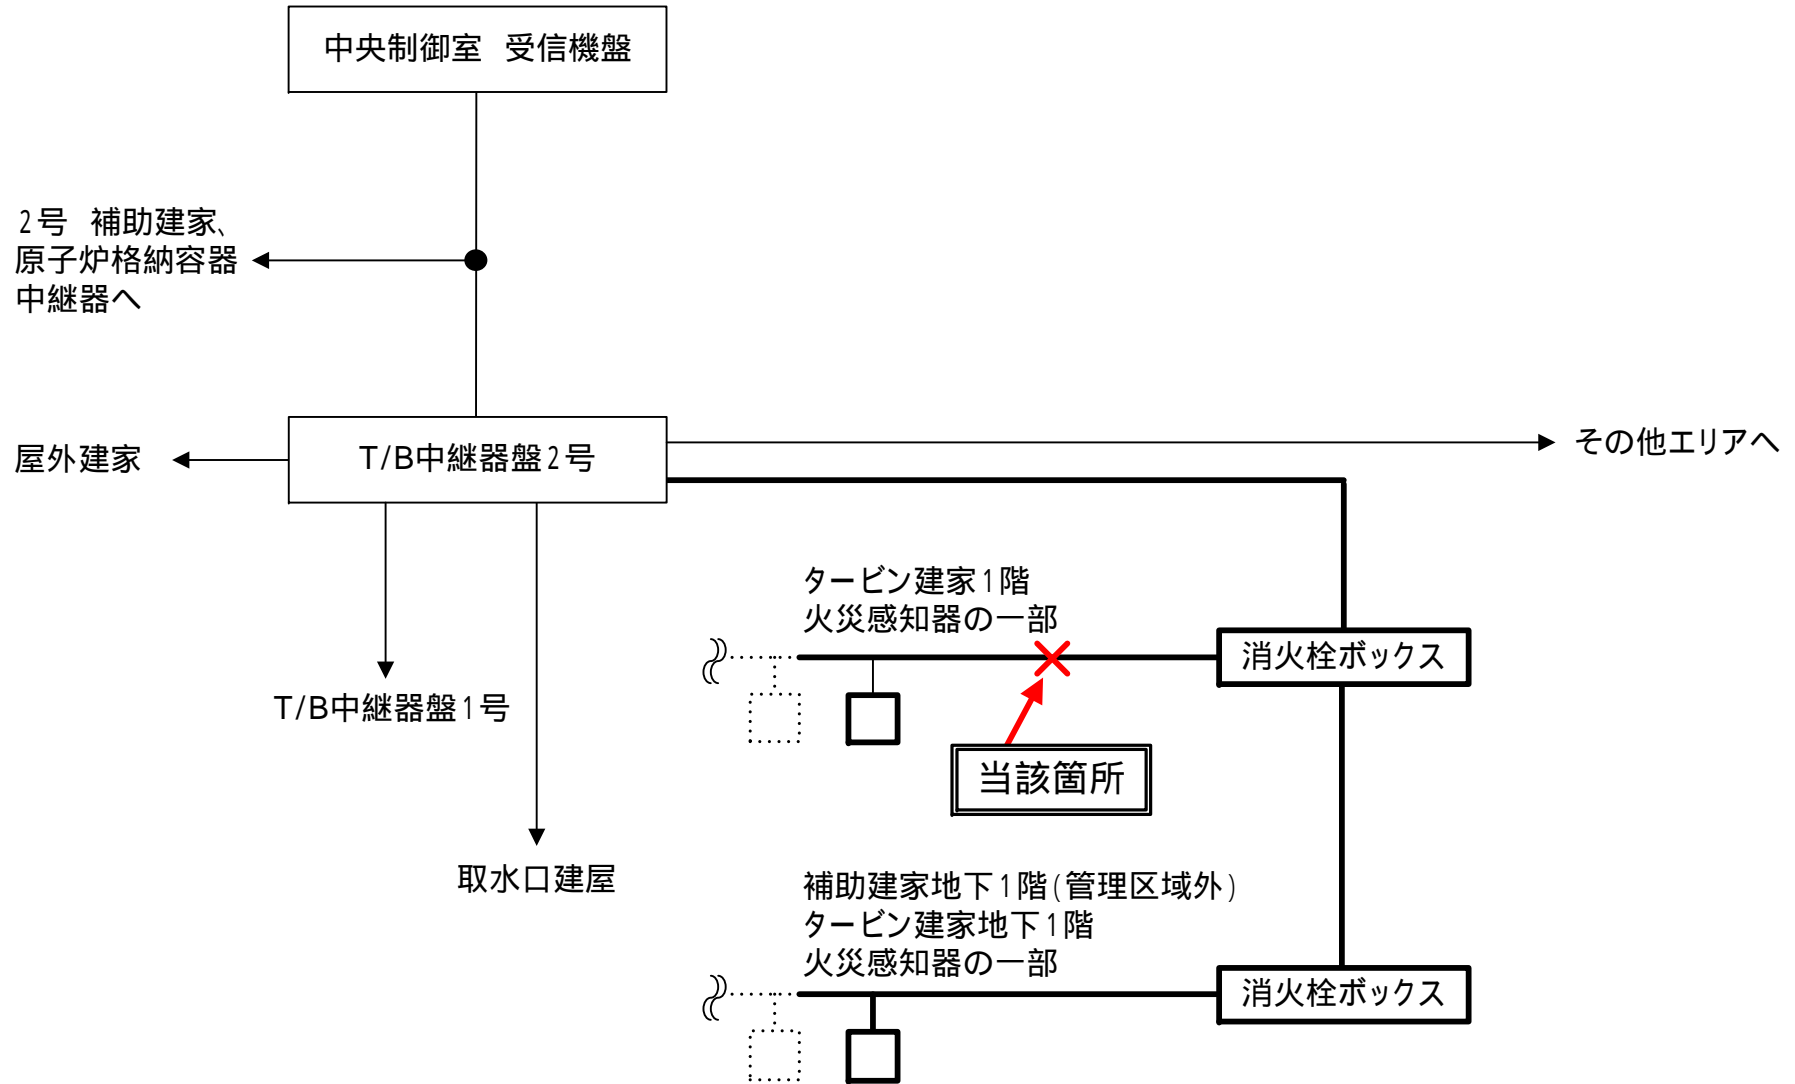 中央制御室 受信機盤
2号 補助建家、
原子炉格納容器
中継器へ
屋外建家
T/B中継器盤2号
その他エリアへ
タービン建家1階
火災感知器の一部
消火栓ボックス
T/B中継器盤1号
当該箇所
取水口建屋
補助建家地下1階(管理区域外)
タービン建家地下1階
火災感知器の一部
消火栓ボックス